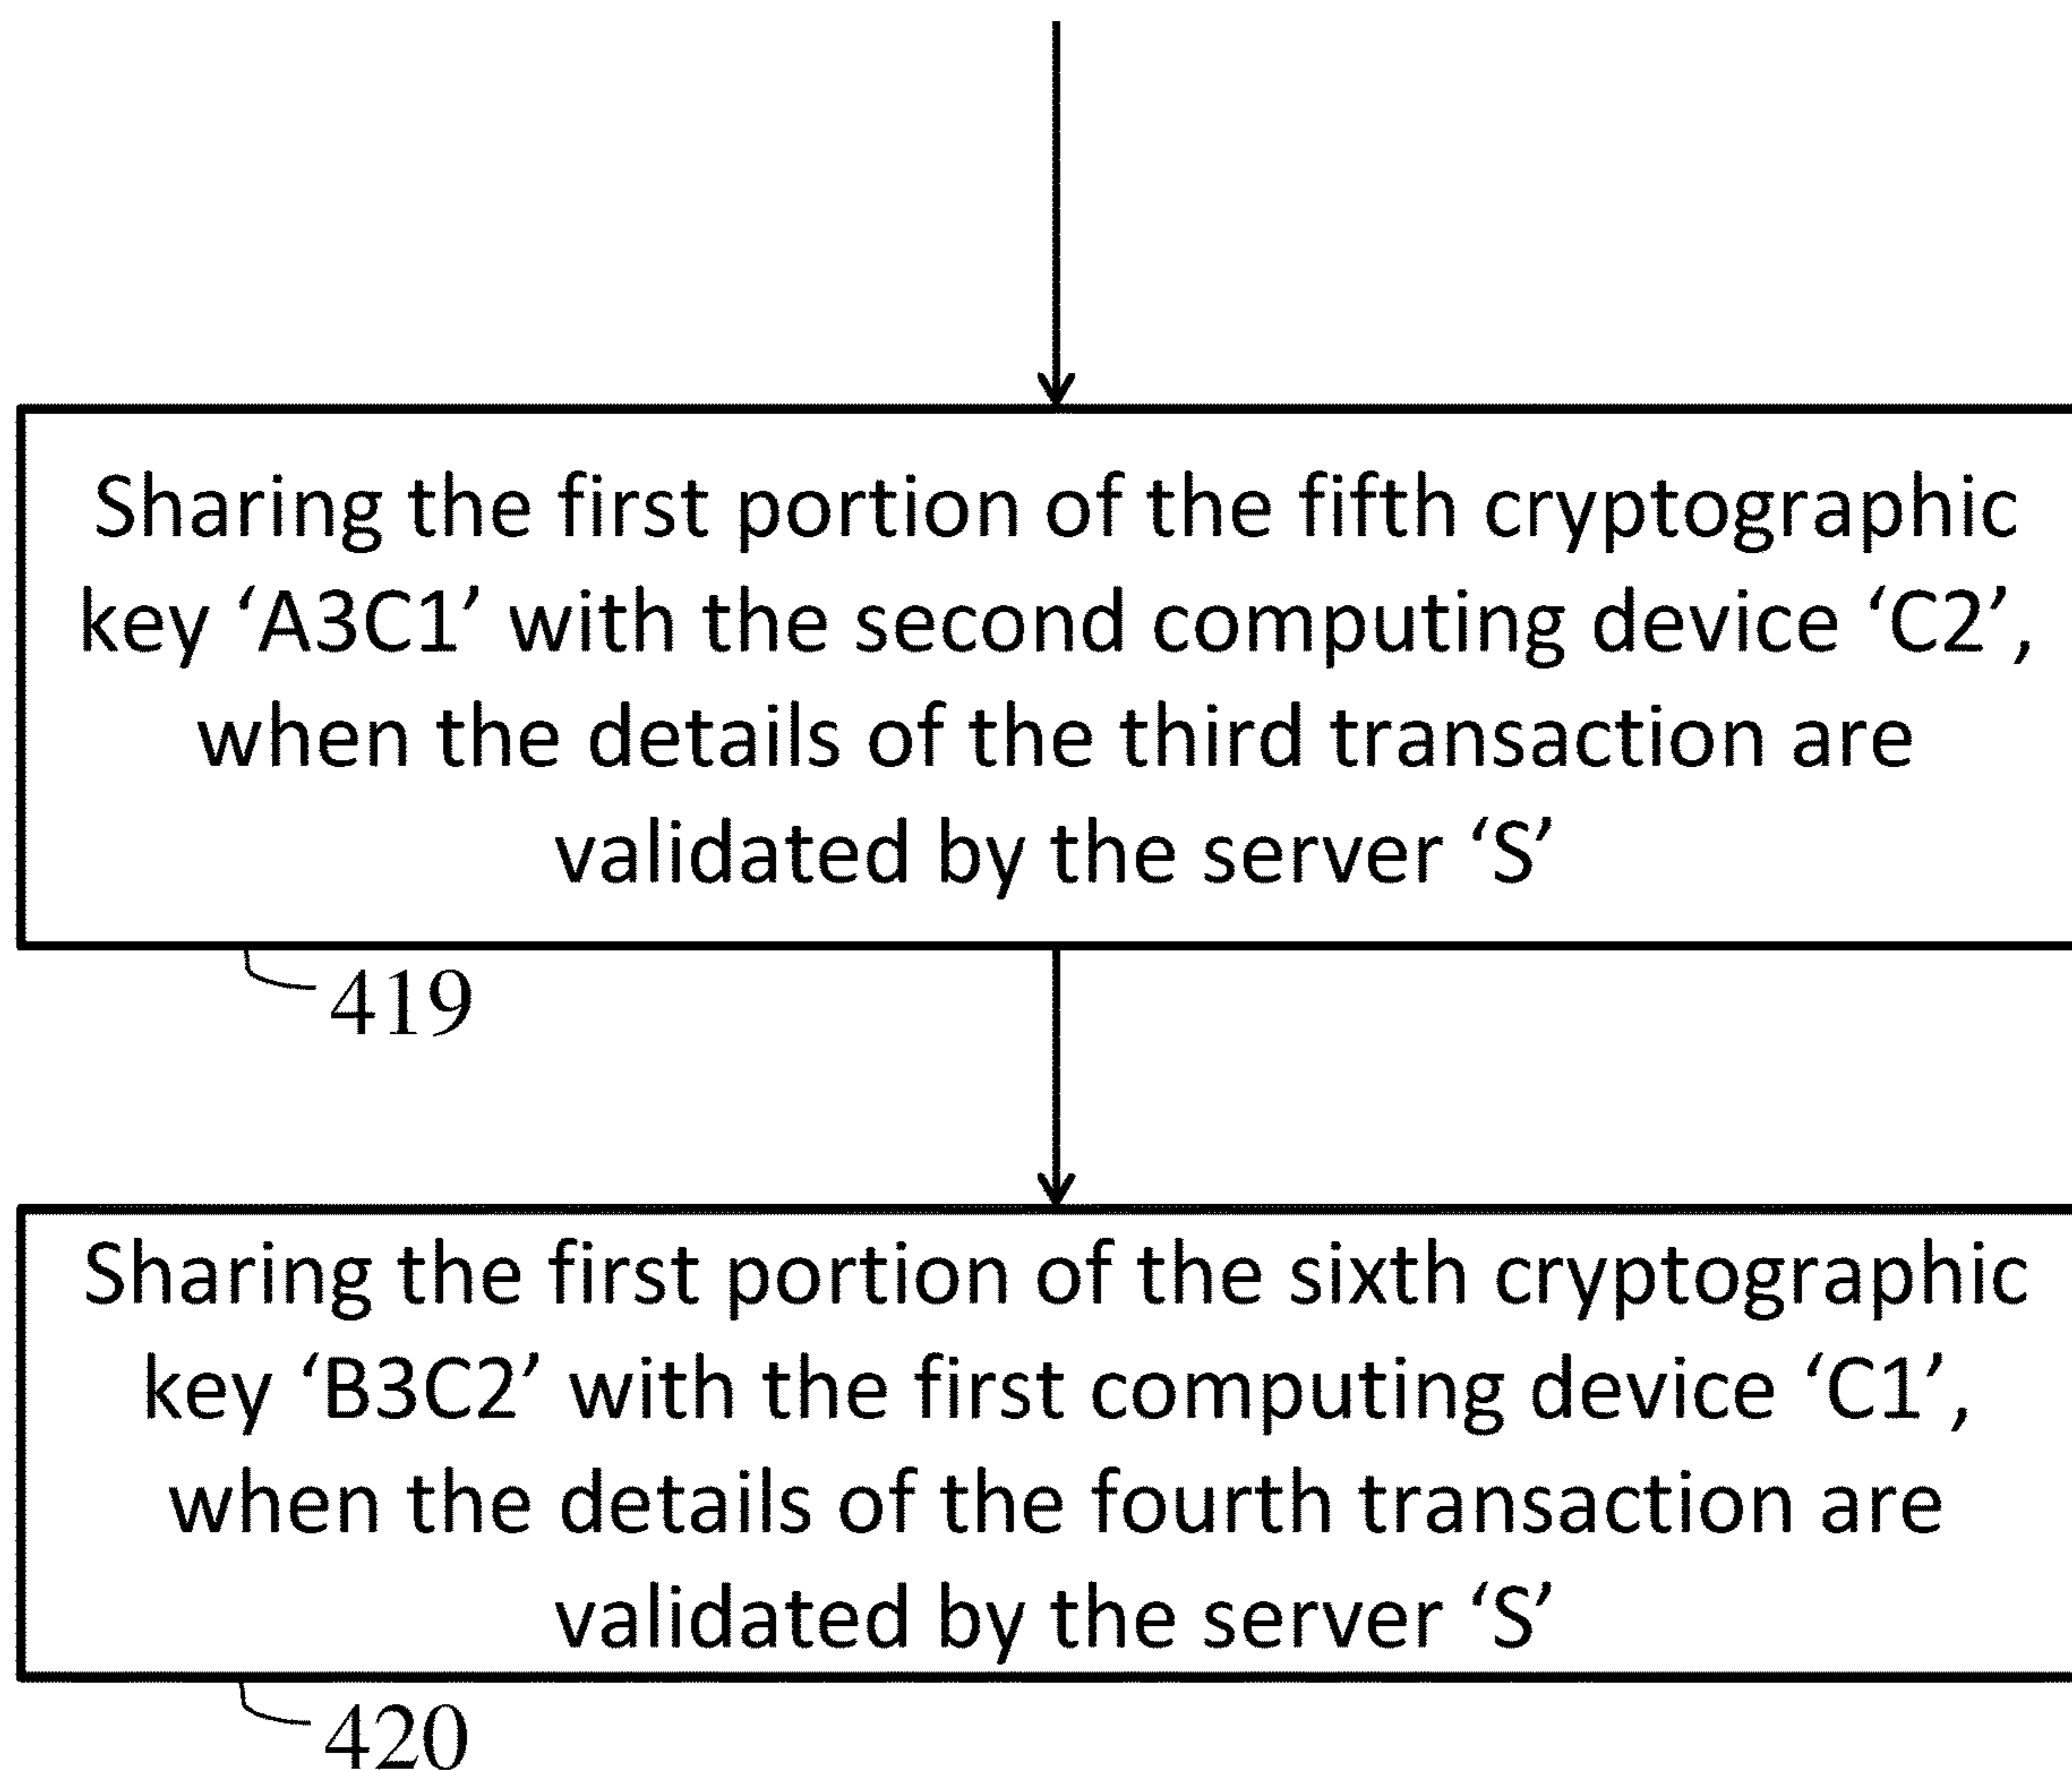 Sharing the first portion of the fifth cryptographic
key ‘A3C1’ with the second computing device ‘C2’,
when the details of the third transaction are
validated by the server ‘S’
419
Sharing the first portion of the sixth cryptographic
key ‘B3C2’ with the first computing device ‘C1’,
when the details of the fourth transaction are
validated by the server ‘S’
420